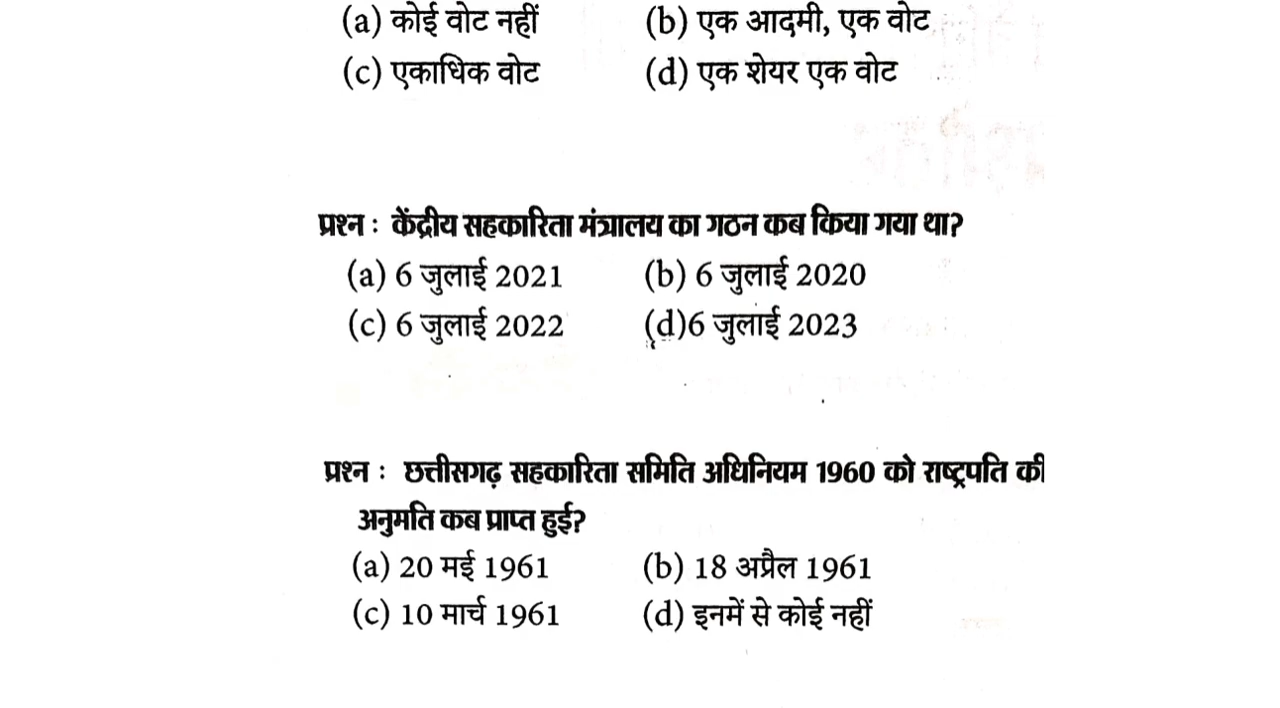 (a) कोई वोट नहीं (b) एक आदमी, एक वोट
(c) एकाधिक वोट (d) एक शेयर एक वोट
प्रश्न : केंद्रीय सहकारिता मंत्रालय का गठन कब किया गया था?
(a) 6 जुलाई 2021 (b) 6 जुलाई 2020
(c) 6 जुलाई 2022 (d)6 जुलाई 2023
प्रश्न : छत्तीसगढ़ सहकारिता समिति अधिनियम 1960 को राष्ट्रपति की
अनुमति कब प्राप्त हुई?
(a) 20 मई 1961 (b) 18 अप्रैल 1961
(c) 10 मार्च 1961 (d) इनमें से कोई नहीं